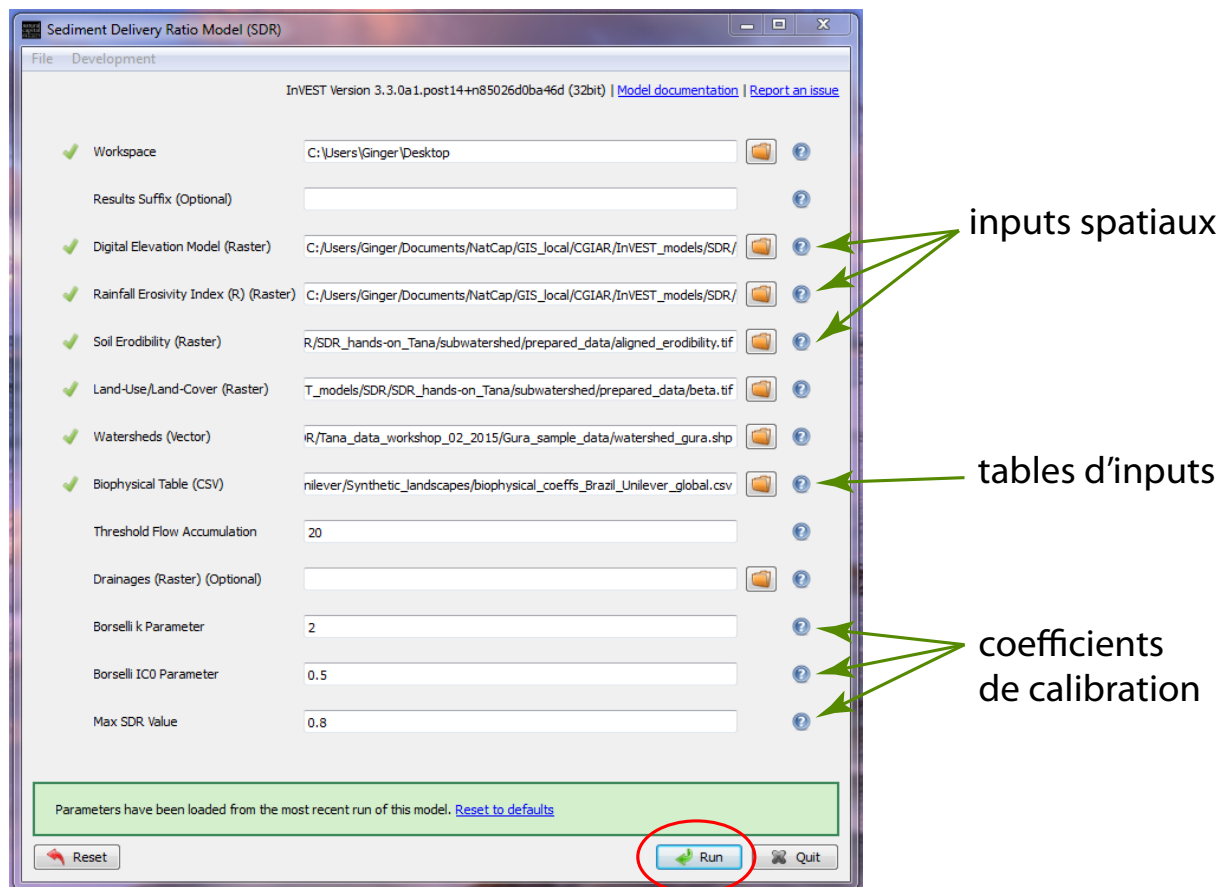 Sediment Delivery Ratio Model (SDR)
File Development
InVEST Version 3.3.0a1.post14+n85026d0ba46d (32bit) | Model documentation | Report an issue
Workspace C:\Users\Ginger\Desktop
Results Suffix (Optional)
Digital Elevation Model (Raster) C:/Users/Ginger/Documents/NatCap/GIS_local/CGIAR/InVEST_models/SDR/
inputs spatiaux
Rainfall Erosivity Index (R) (Raster) C:/Users/Ginger/Documents/NatCap/GIS_local/CGIAR/InVEST_models/SDR/
Soil Erodibility (Raster) R/SDR_hands-on_Tana/subwatershed/prepared_data/aligned_erodibility.tif
Land-Use/Land-Cover (Raster) T_models/SDR/SDR_hands-on_Tana/subwatershed/prepared_data/beta.tif
Watersheds (Vector) R/Tana_data_workshop_02_2015/Gura_sample_data/watershed_gura.shp
Biophysical Table (CSV) nilever/Synthetic_landscapes/biophysical_coeffs_Brazil_Unilever_global.csv
tables d'inputs
Threshold Flow Accumulation 20
Drainages (Raster) (Optional)
Borselli k Parameter 2
Borselli IC0 Parameter 0.5
coefficients
de calibration
Max SDR Value 0.8
Parameters have been loaded from the most recent run of this model. Reset to defaults
Reset Run Quit